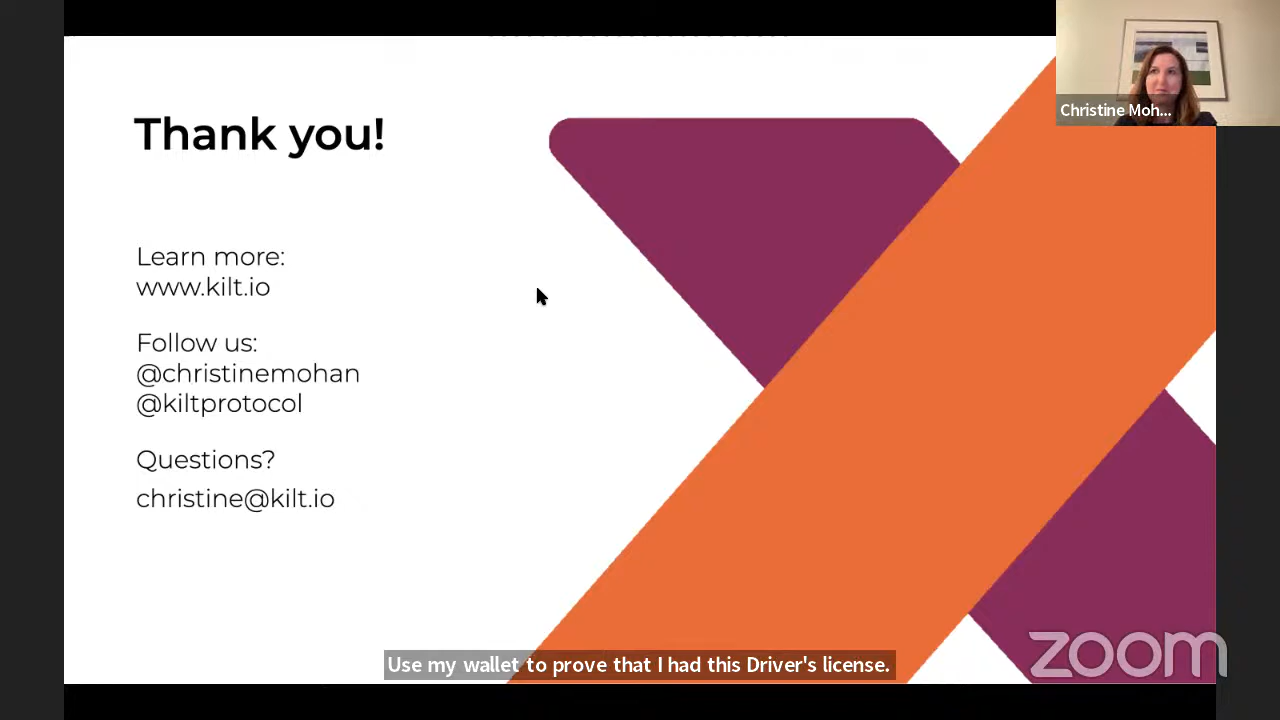 Thank you!
Learn more:
www.kilt.io
Follow us:
@christinemohan
@kiltprotocol
Questions?
christine@kilt.io
Christine Moh...
Use my wallet to prove that I had this Driver's license.
zoom